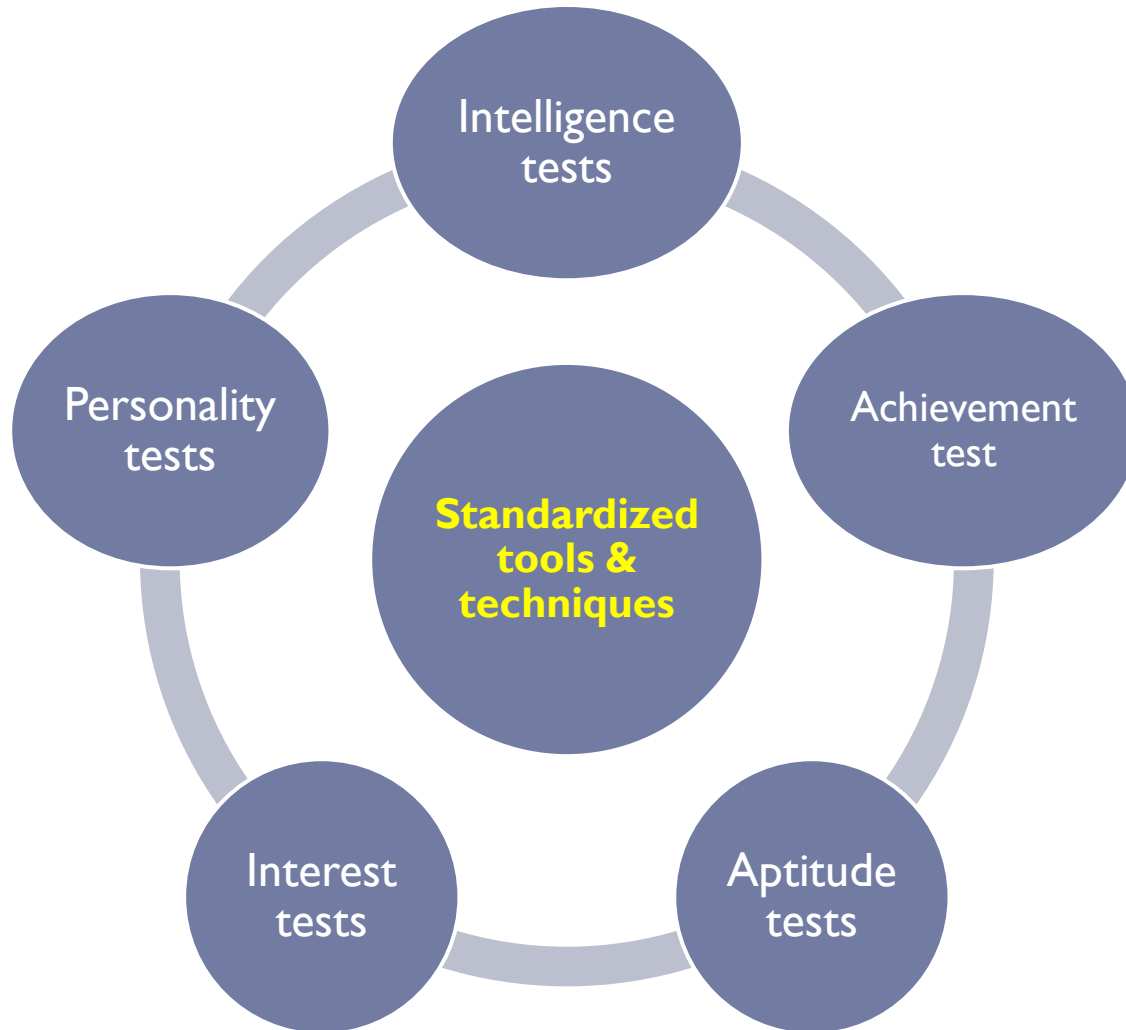 Intelligence
tests
Personality
tests
Achievement
test
Standardized
tools &
techniques
Interest
tests
Aptitude
tests